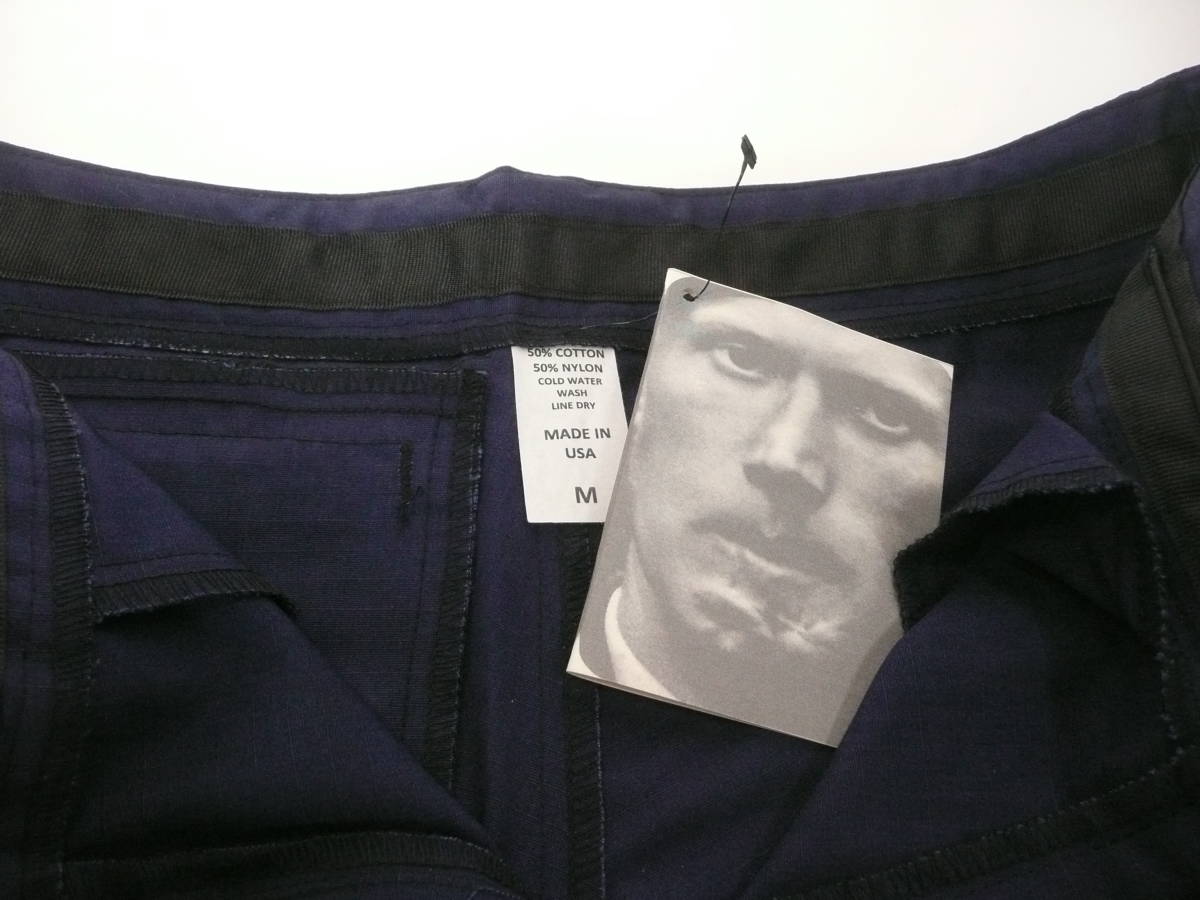 50% COTTON
50% NYLON
COLD WATER
WASH
LINE DRY
MADE IN
USA
M